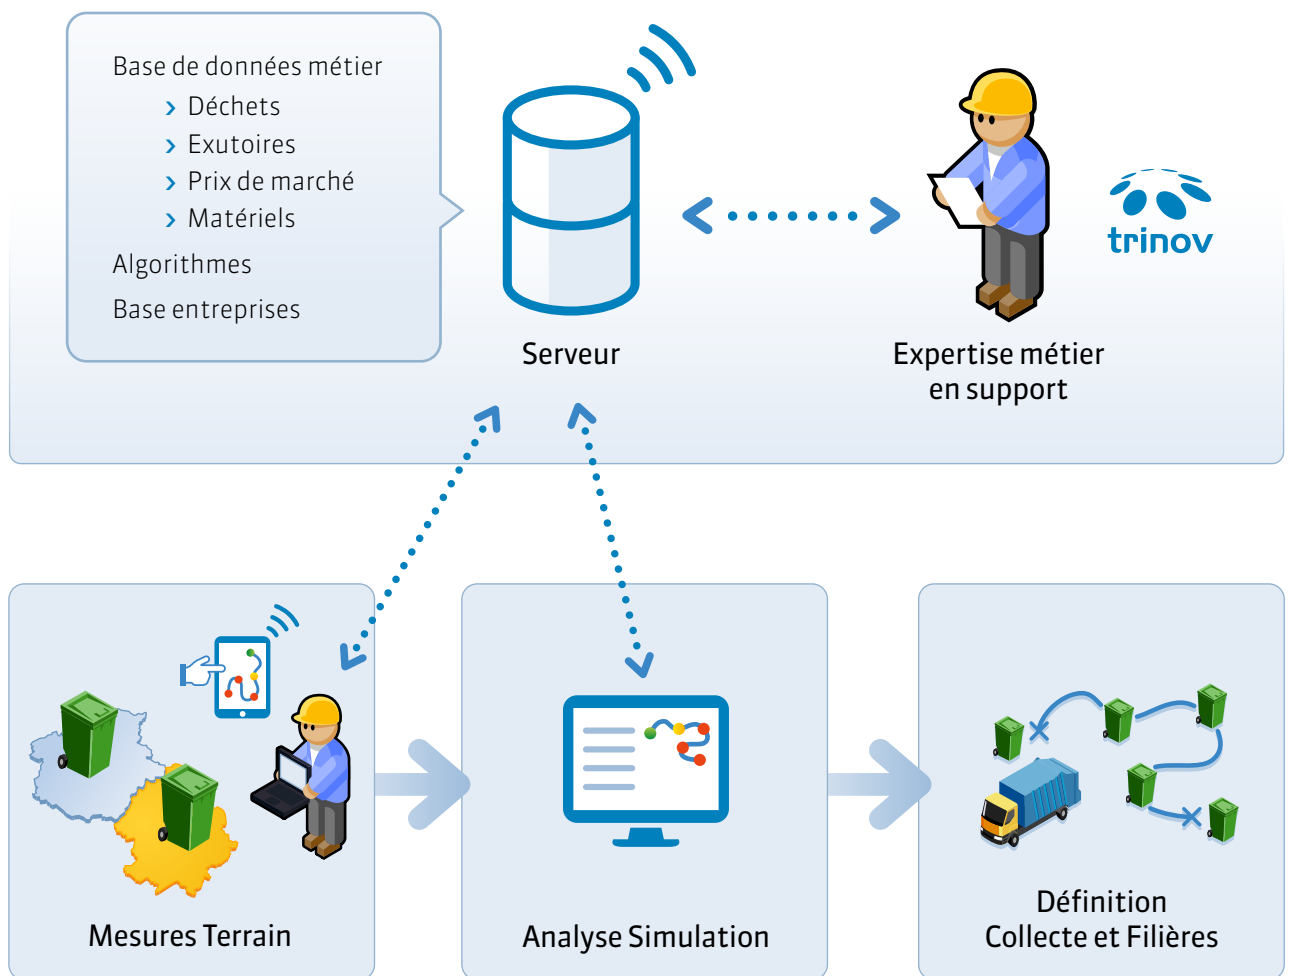 Base de données métier
› Déchets
› Exutoires
› Prix de marché
› Matériels
Algorithmes
Base entreprises
Serveur
Expertise métier
en support
trinov
Mesures Terrain
Analyse Simulation
Définition
Collecte et Filières